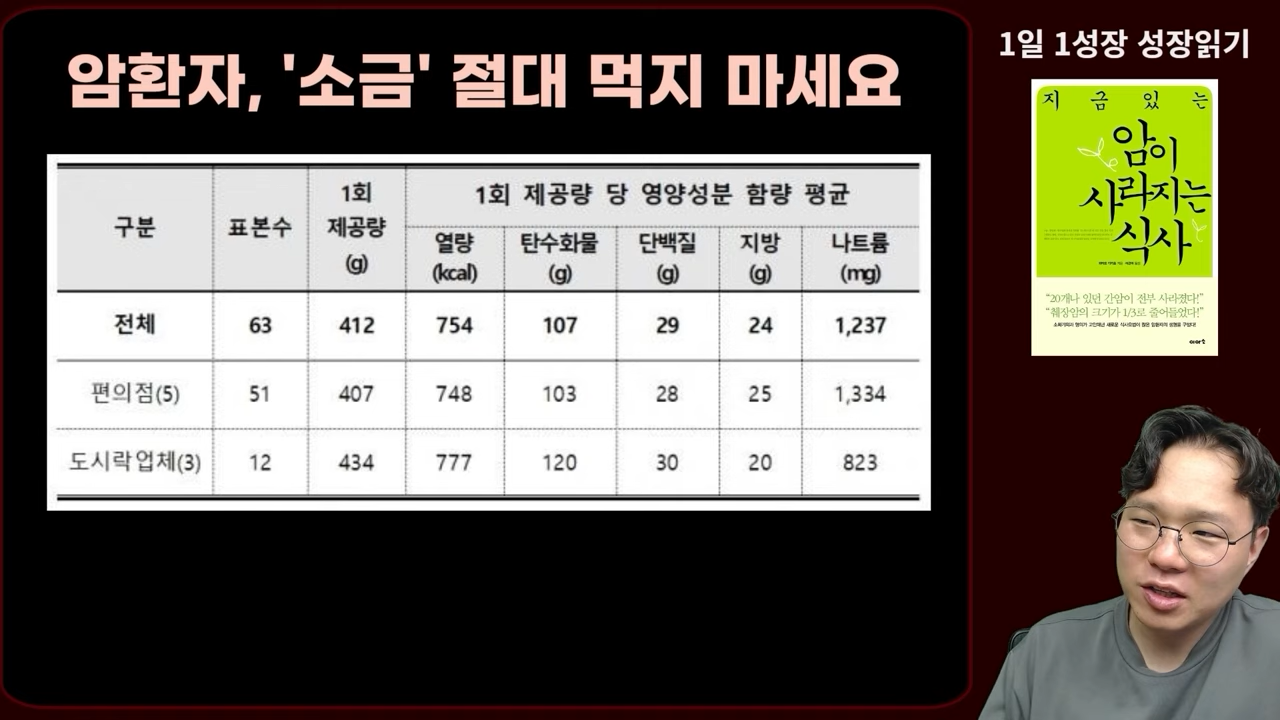 암환자, '소금' 절대 먹지 마세요
1일 1성장 성장읽기
구분 표본수 1회 제공량 (g) 1회 제공량 당 영양성분 함량 평균
열량 (kcal) 탄수화물 (g) 단백질 (g) 지방 (g) 나트륨 (mg)
전체 63 412 754 107 29 24 1,237
편의점(5) 51 407 748 103 28 25 1,334
도시락업체(3) 12 434 777 120 30 20 823
지금있는
암이
사라지는
식사
"20개나 있던 간암이 전부 사라졌다!"
"췌장암의 크기가 1/3로 줄어들었다!"